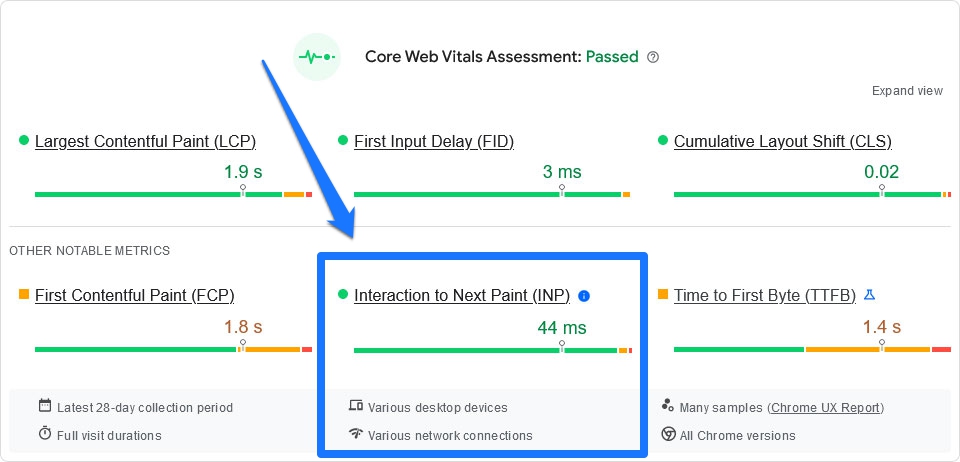 Core Web Vitals Assessment: Passed
Expand view
Largest Contentful Paint (LCP)
1.9 s
First Input Delay (FID)
3 ms
Cumulative Layout Shift (CLS)
0.02
OTHER NOTABLE METRICS
First Contentful Paint (FCP)
1.8 s
Interaction to Next Paint (INP)
44 ms
Time to First Byte (TTFB)
1.4 s
Latest 28-day collection period
Various desktop devices
Many samples (Chrome UX Report)
Full visit durations
Various network connections
All Chrome versions